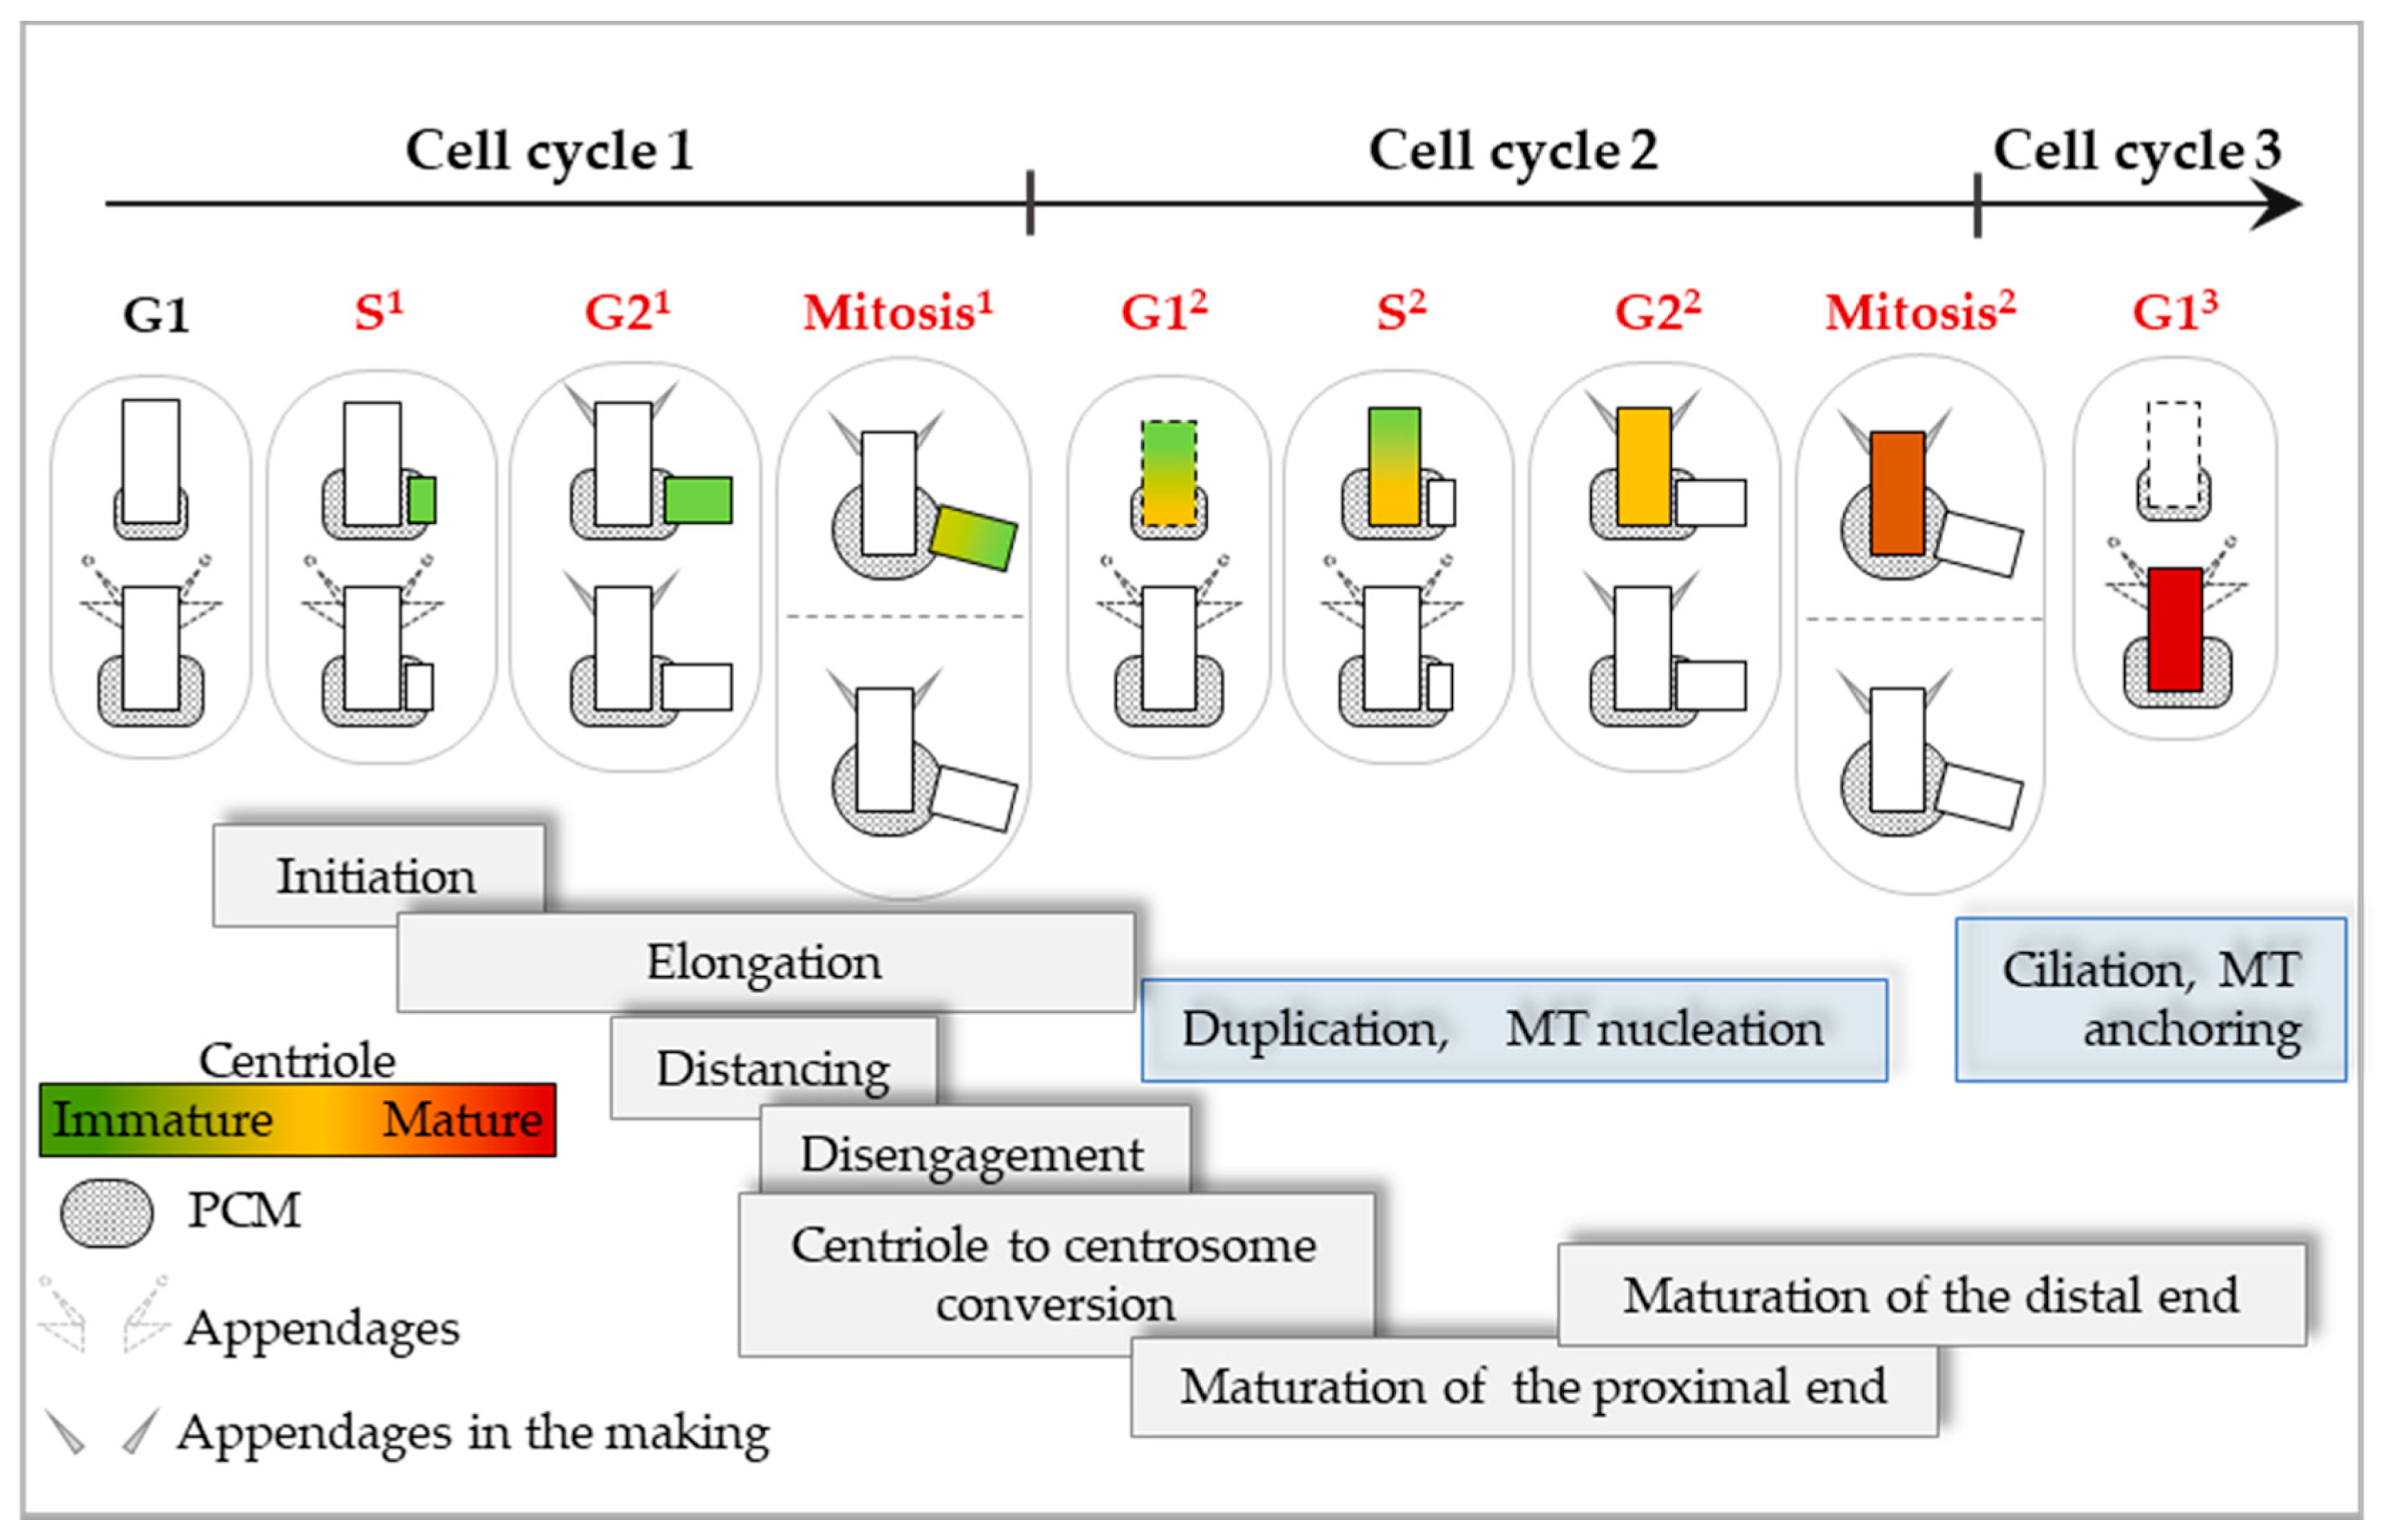 Cell cycle 1
Cell cycle 2
Cell cycle 3
G1
S¹
G2¹
Mitosis¹
G1²
S²
G2²
Mitosis²
G1³
Initiation
Elongation
Distancing
Disengagement
Centriole to centrosome
conversion
Duplication, MT nucleation
Ciliation, MT
anchoring
Maturation of the distal end
Maturation of the proximal end
Centriole
Immature Mature
PCM
Appendages
Appendages in the making